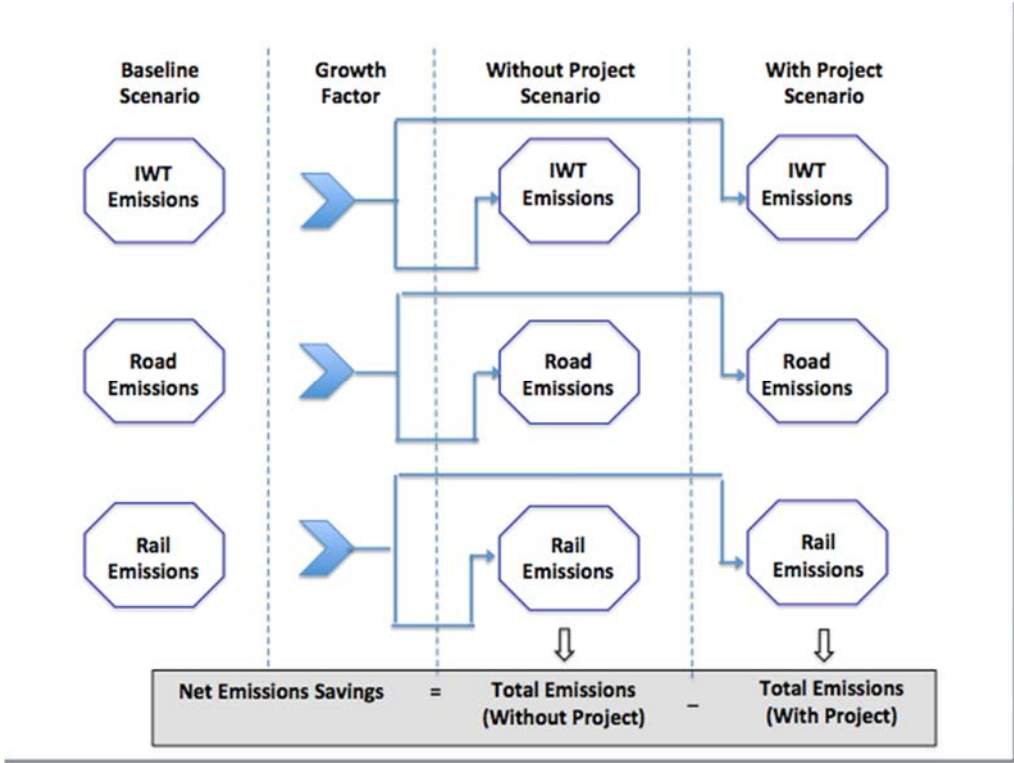 Baseline
Scenario
Growth
Factor
Without Project
Scenario
With Project
Scenario
IWT
Emissions
IWT
Emissions
IWT
Emissions
Road
Emissions
Road
Emissions
Road
Emissions
Rail
Emissions
Rail
Emissions
Rail
Emissions
Net Emissions Savings = Total Emissions
(Without Project) – Total Emissions
(With Project)